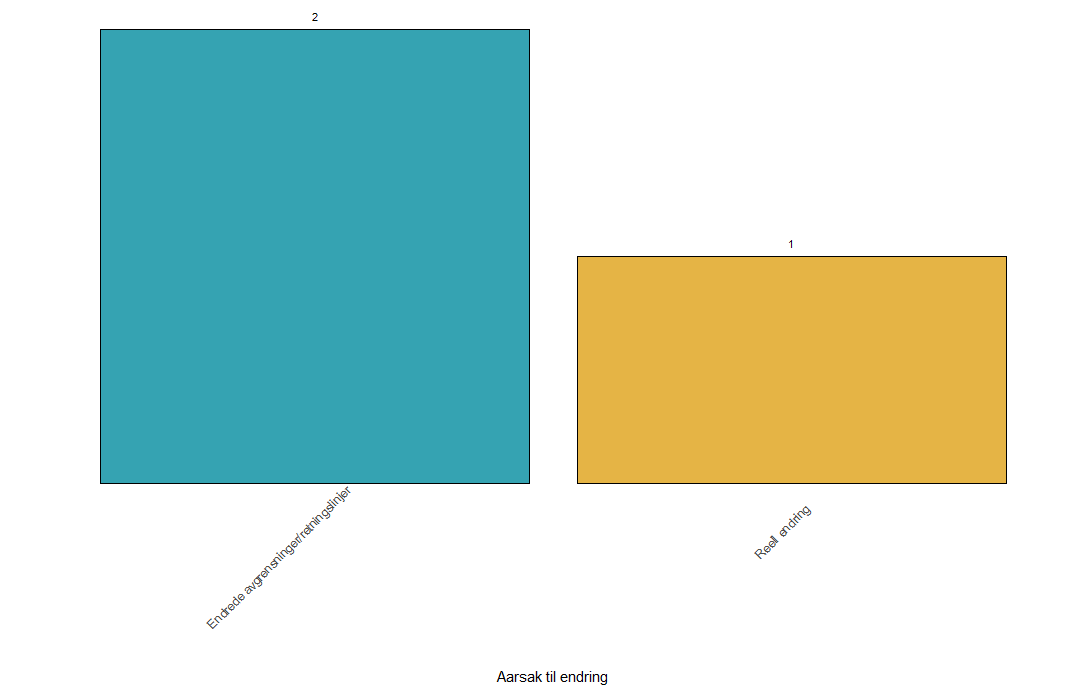 2
1
Endrede avgrensninger/retningslinjer
Reell endring
Aarsak til endring